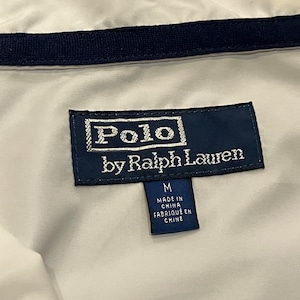 Polo
by Ralph Lauren
M
MADE IN
CHINA
FABRIQUÉ EN
CHINE